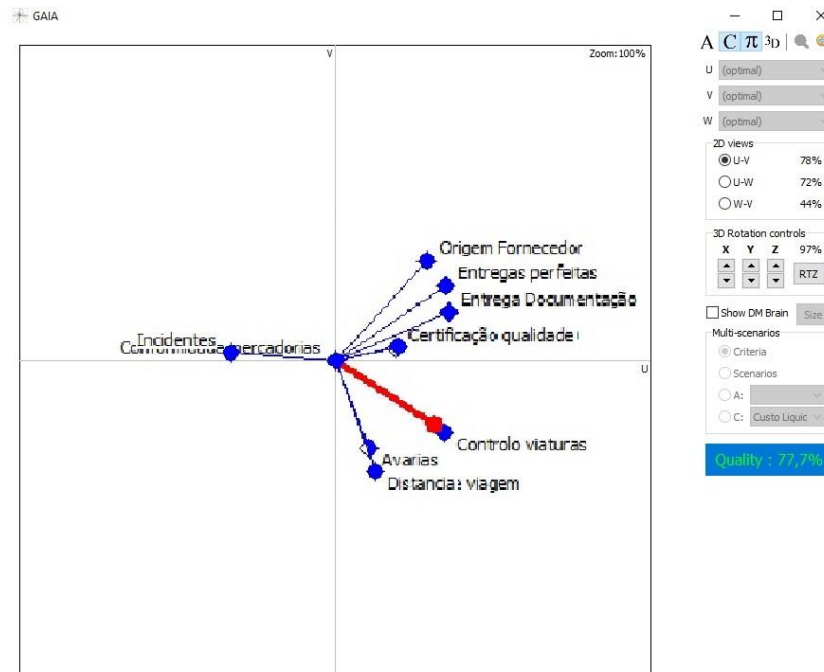 GAIA
V
Zoom:100%
Origem Fornecedor
Entregas perfeitas
Entrega Documentação
Certificação qualidade
Incidentes
mercadorias
U
Controlo viaturas
Avarias
Distancia viagem
A C π 3D
U (optimal)
V (optimal)
W (optimal)
2D views
U-V 78%
U-W 72%
W-V 44%
3D Rotation controls
X Y Z 97%
RTZ
Show DM Brain Size
Multi-scenarios
Criteria
Scenarios
A:
C: Custo Liquic
Quality : 77,7%